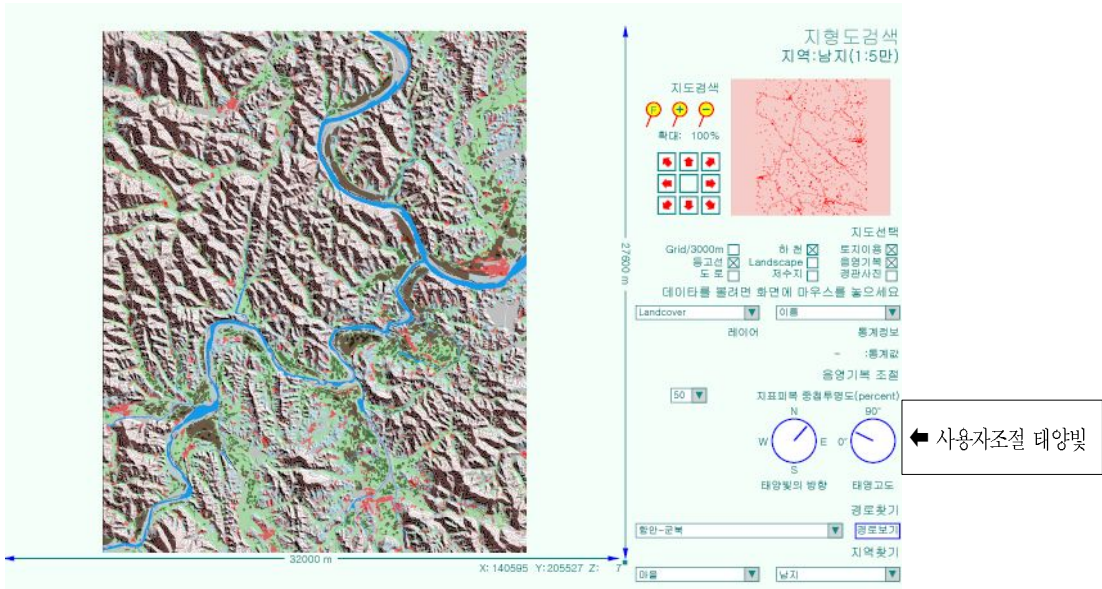 지형도검색
지역:남지(1:5만)
지도검색
F + -
확대: 100%
지도선택
Grid/3000m 하 천 토지이용
등고선 Landscape 음영기복
도 로 저수지 경관사진
데이타를 볼려면 화면에 마우스를 놓으세요
Landcover 이름
레이어 통계정보
- :통계값
음영기복 조절
50 지표피복 중첩투명도(percent)
N 90°
W E 0°
S
태양빛의 방향 태영고도
사용자조절 태양빛
경로찾기
함안-군북 경로보기
지역찾기
마을 남지
27600 m
32000 m
X: 140595 Y:205527 Z: 7